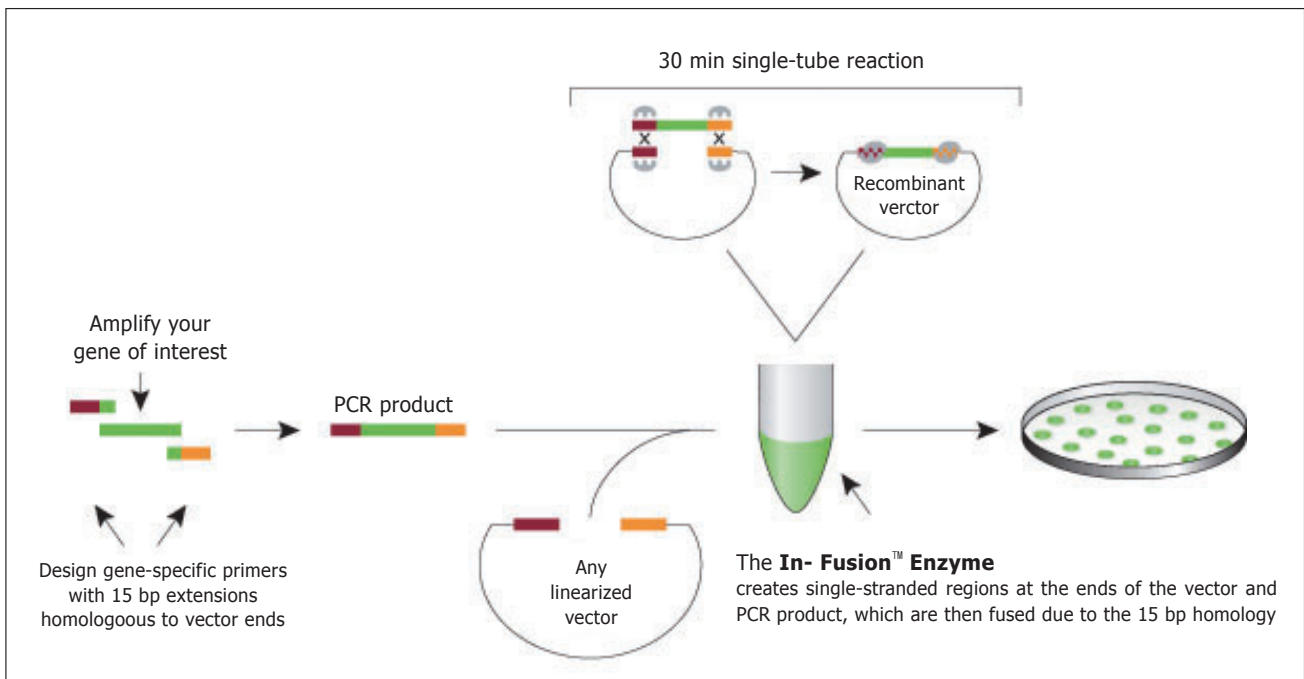 30 min single-tube reaction
Recombinant
verctor
Amplify your
gene of interest
PCR product
Design gene-specific primers
with 15 bp extensions
homologoous to vector ends
Any
linearized
vector
The In- Fusion™ Enzyme
creates single-stranded regions at the ends of the vector and
PCR product, which are then fused due to the 15 bp homology